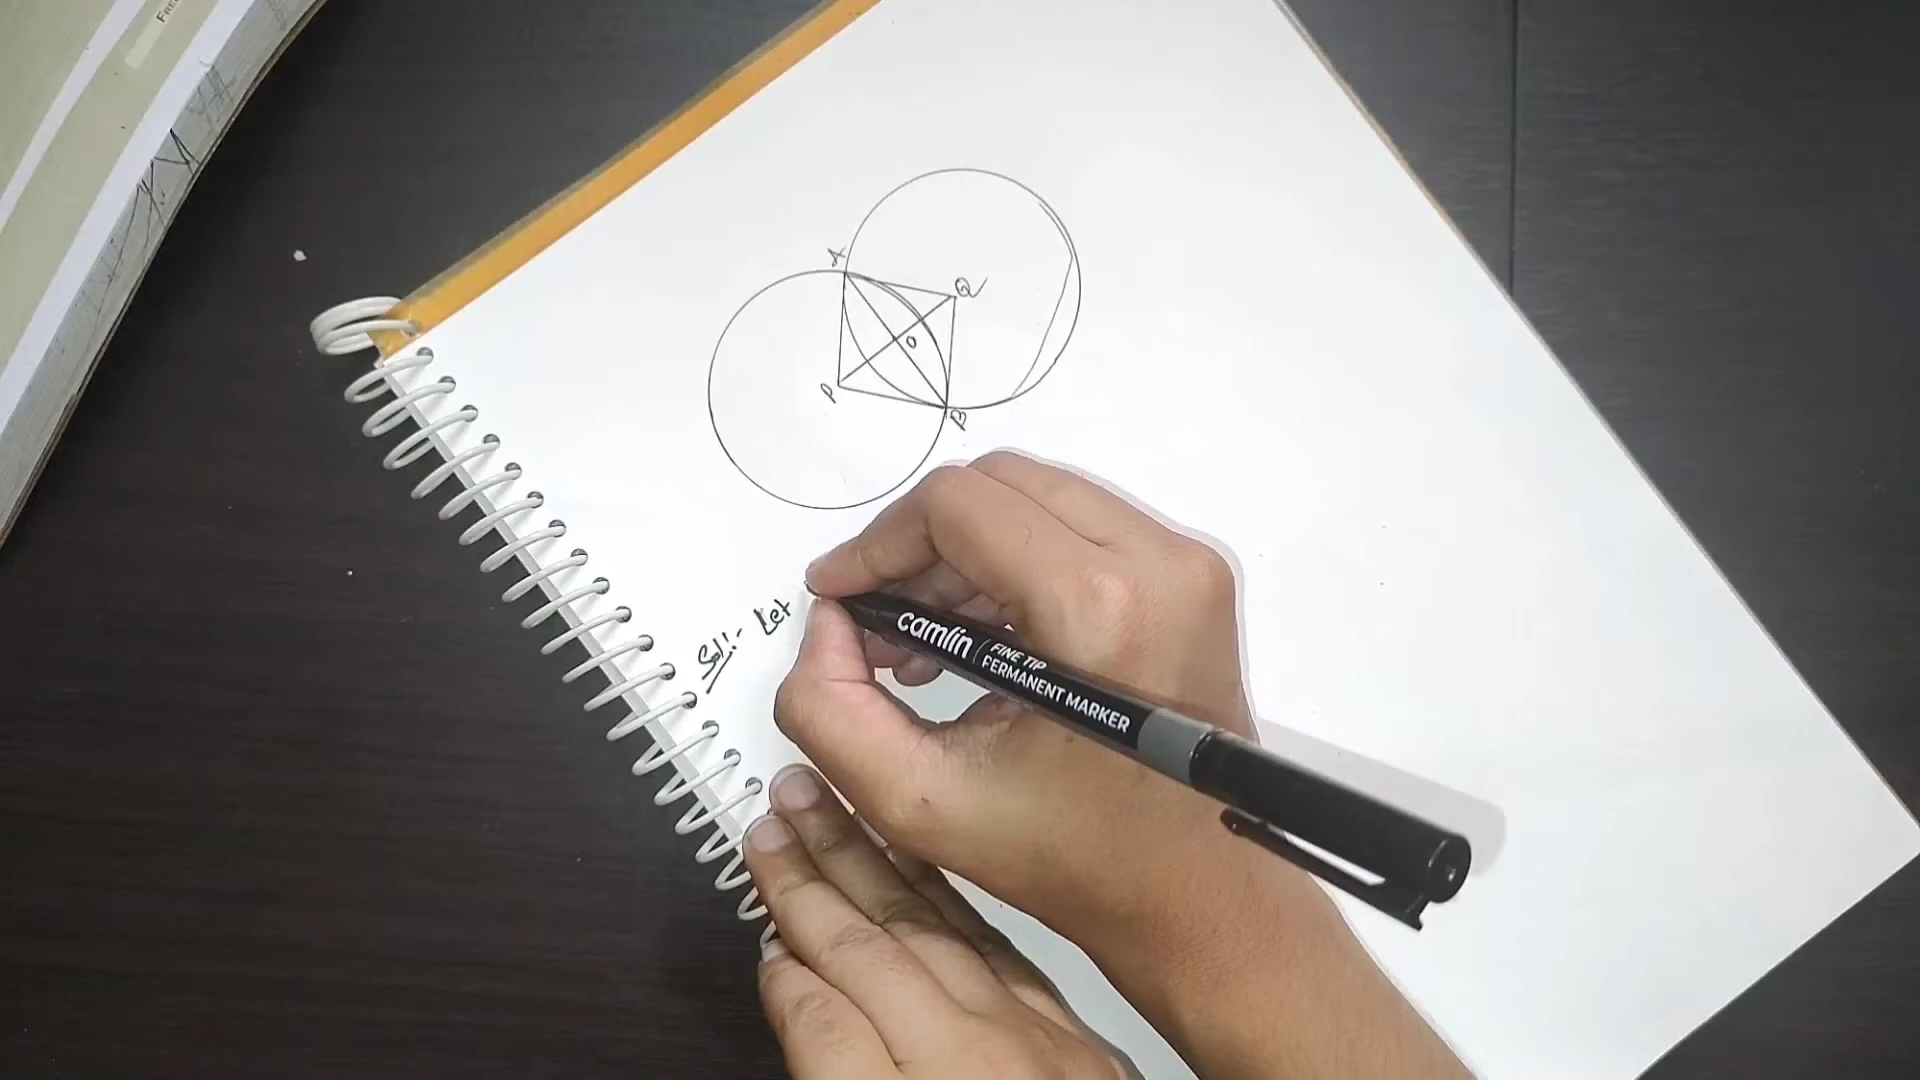 A
Q
O
P
B
Sol:- Let
camlin FINE TIP
PERMANENT MARKER